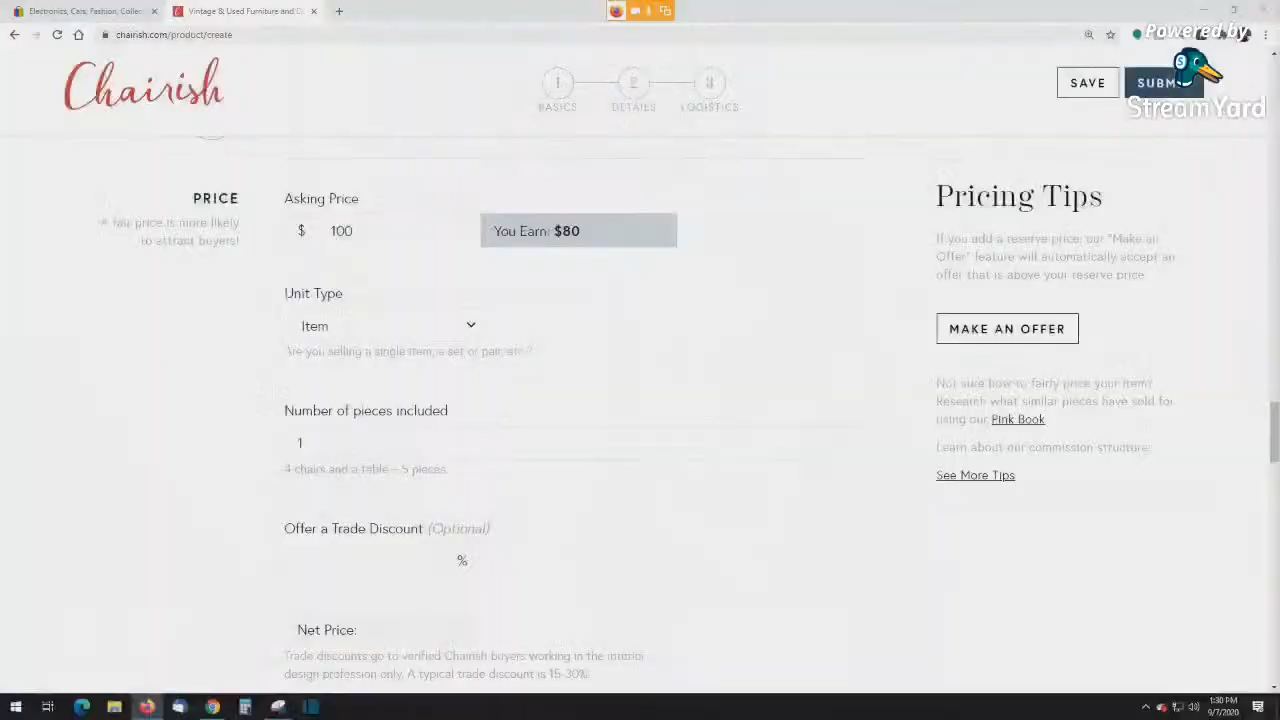 Electronics, Cars, Fashion, Collec
Vintage & Used Furniture and D
chairish.com/product/create
Powered by
StreamYard
Chairish
1
2
3
BASICS
DETAILS
LOGISTICS
SAVE
SUBM
PRICE
A fair price is more likely
to attract buyers!
Asking Price
$ 100
You Earn: $80
Unit Type
Item
Are you selling a single item, a set or pair, etc.?
Number of pieces included
1
4 chairs and a table = 5 pieces.
Offer a Trade Discount (Optional)
%
Net Price:
Trade discounts go to verified Chairish buyers working in the interior
design profession only. A typical trade discount is 15-30%.
Pricing Tips
If you add a reserve price, our "Make an
Offer" feature will automatically accept an
offer that is above your reserve price.
MAKE AN OFFER
Not sure how to fairly price your item?
Research what similar pieces have sold for
using our Pink Book
Learn about our commission structure:
See More Tips
1:30 PM
9/7/2020